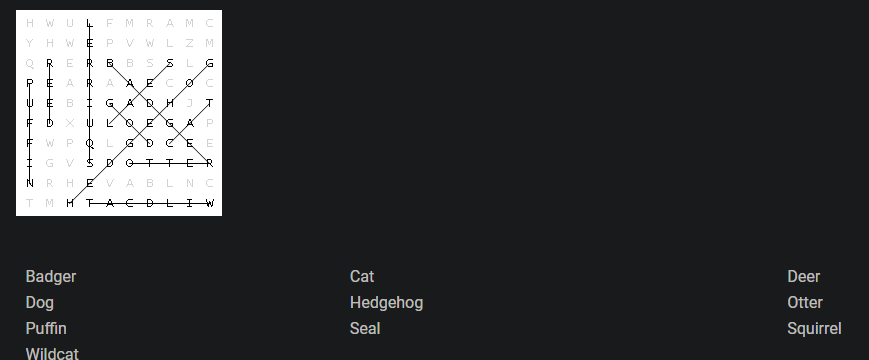 H W U L F M R A M C
Y H W E P V W L Z M
Q R E R B B S S L G
P E A R A A E C O C
U E B I G A D H J T
F D X U L O E G A P
F W P Q L G D C E E
I G V S D O T T E R
N R H E V A B L N C
T M H T A C D L I W
Badger Cat Deer
Dog Hedgehog Otter
Puffin Seal Squirrel
Wildcat